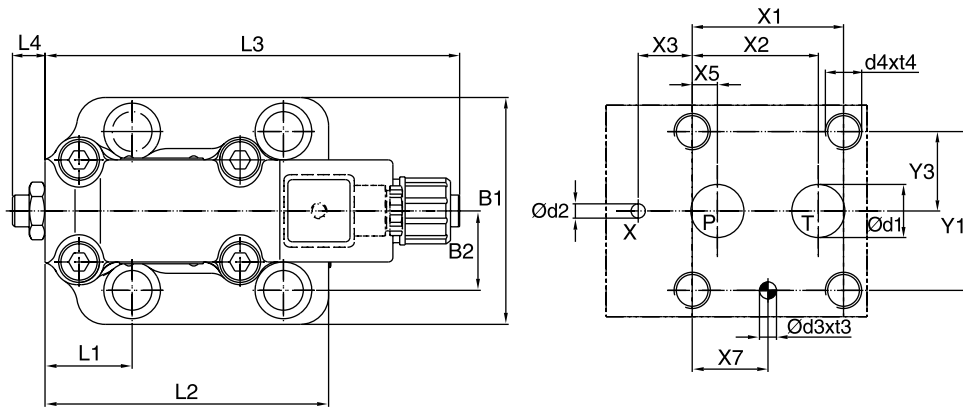 L4
L3
B1
B2
L1
L2
X1
X3
X2
X5
d4xt4
Y3
Ød2
X
P
T
Ød1
Y1
Ød3xt3
X7